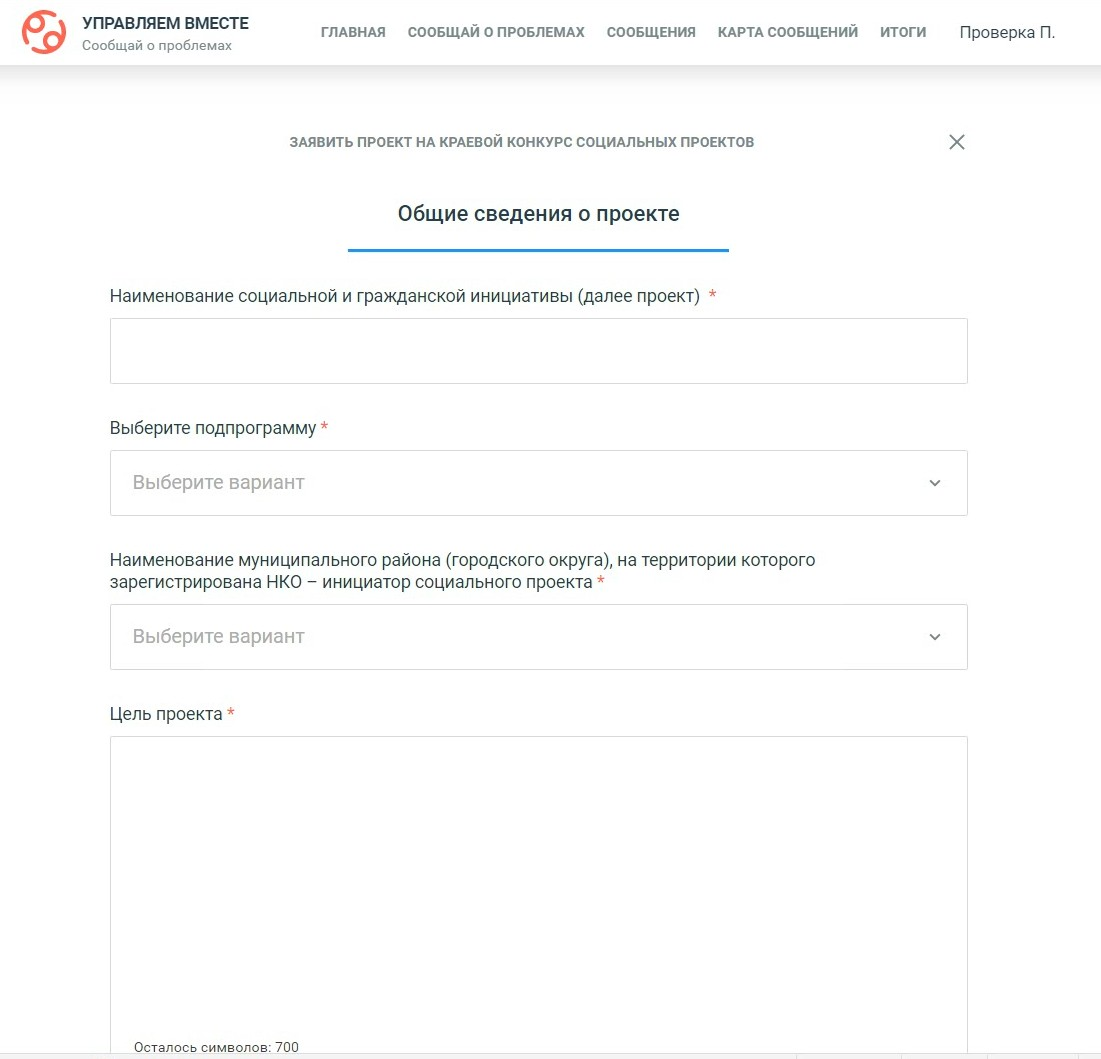 УПРАВЛЯЕМ ВМЕСТЕ
Сообщай о проблемах
ГЛАВНАЯ СООБЩАЙ О ПРОБЛЕМАХ СООБЩЕНИЯ КАРТА СООБЩЕНИЙ ИТОГИ Проверка П.
ЗАЯВИТЬ ПРОЕКТ НА КРАЕВОЙ КОНКУРС СОЦИАЛЬНЫХ ПРОЕКТОВ
Общие сведения о проекте
Наименование социальной и гражданской инициативы (далее проект) *
Выберите подпрограмму *
Выберите вариант
Наименование муниципального района (городского округа), на территории которого
зарегистрирована НКО – инициатор социального проекта *
Выберите вариант
Цель проекта *
Осталось символов: 700